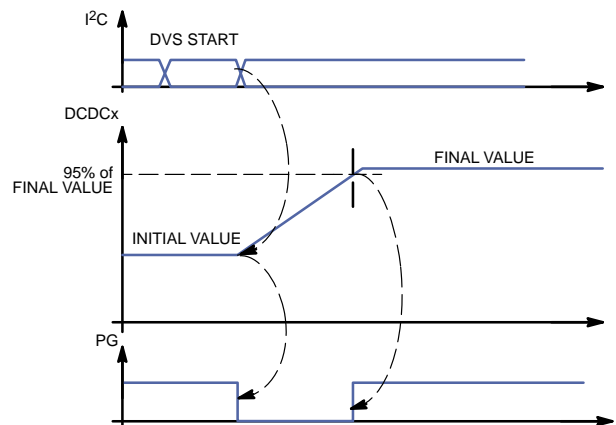 I²C
DVS START
DCDCx
95% of
FINAL VALUE
FINAL VALUE
INITIAL VALUE
PG